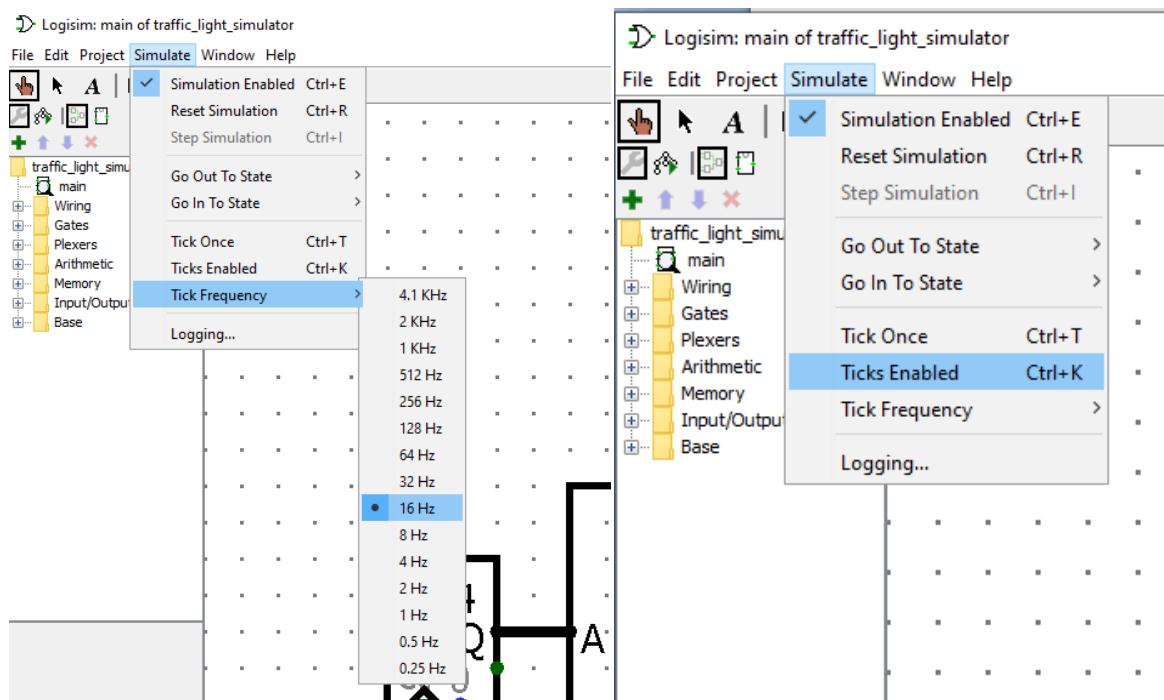 Logisim: main of traffic_light_simulator
File Edit Project Simulate Window Help
A
Simulation Enabled Ctrl+E
Reset Simulation Ctrl+R
Step Simulation Ctrl+I
Go Out To State
Go In To State
Tick Once Ctrl+T
Ticks Enabled Ctrl+K
Tick Frequency
Logging...
traffic_light_simu
main
Wiring
Gates
Plexers
Arithmetic
Memory
Input/Outpu
Base
4.1 KHz
2 KHz
1 KHz
512 Hz
256 Hz
128 Hz
64 Hz
32 Hz
16 Hz
8 Hz
4 Hz
2 Hz
1 Hz
0.5 Hz
0.25 Hz
4
Q
A
Logisim: main of traffic_light_simulator
File Edit Project Simulate Window Help
A
Simulation Enabled Ctrl+E
Reset Simulation Ctrl+R
Step Simulation Ctrl+I
Go Out To State
Go In To State
Tick Once Ctrl+T
Ticks Enabled Ctrl+K
Tick Frequency
Logging...
traffic_light_simu
main
Wiring
Gates
Plexers
Arithmetic
Memory
Input/Outpu
Base